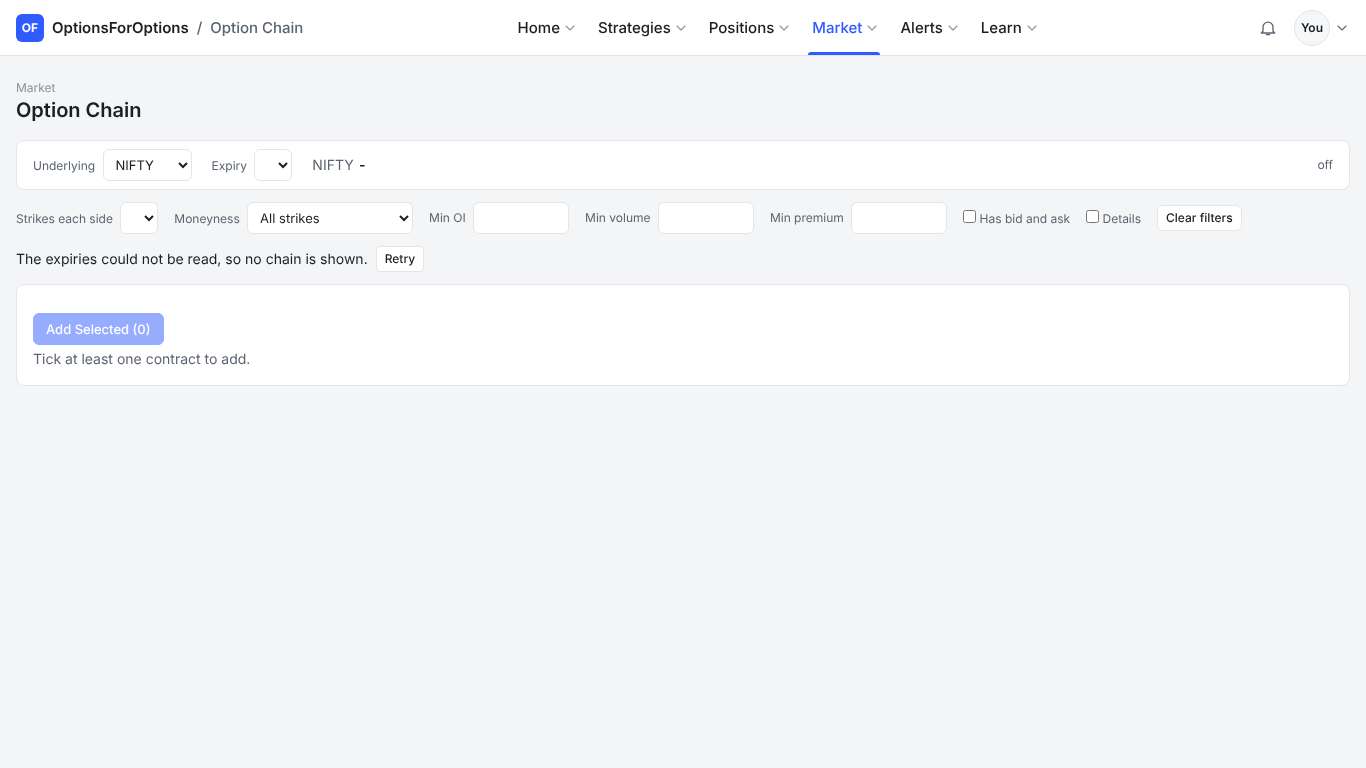 OF OptionsForOptions / Option Chain Home Strategies Positions Market Alerts Learn You
Market
Option Chain
Underlying NIFTY Expiry NIFTY - off
Strikes each side Moneyness All strikes Min OI Min volume Min premium Has bid and ask Details Clear filters
The expiries could not be read, so no chain is shown. Retry
Add Selected (0)
Tick at least one contract to add.